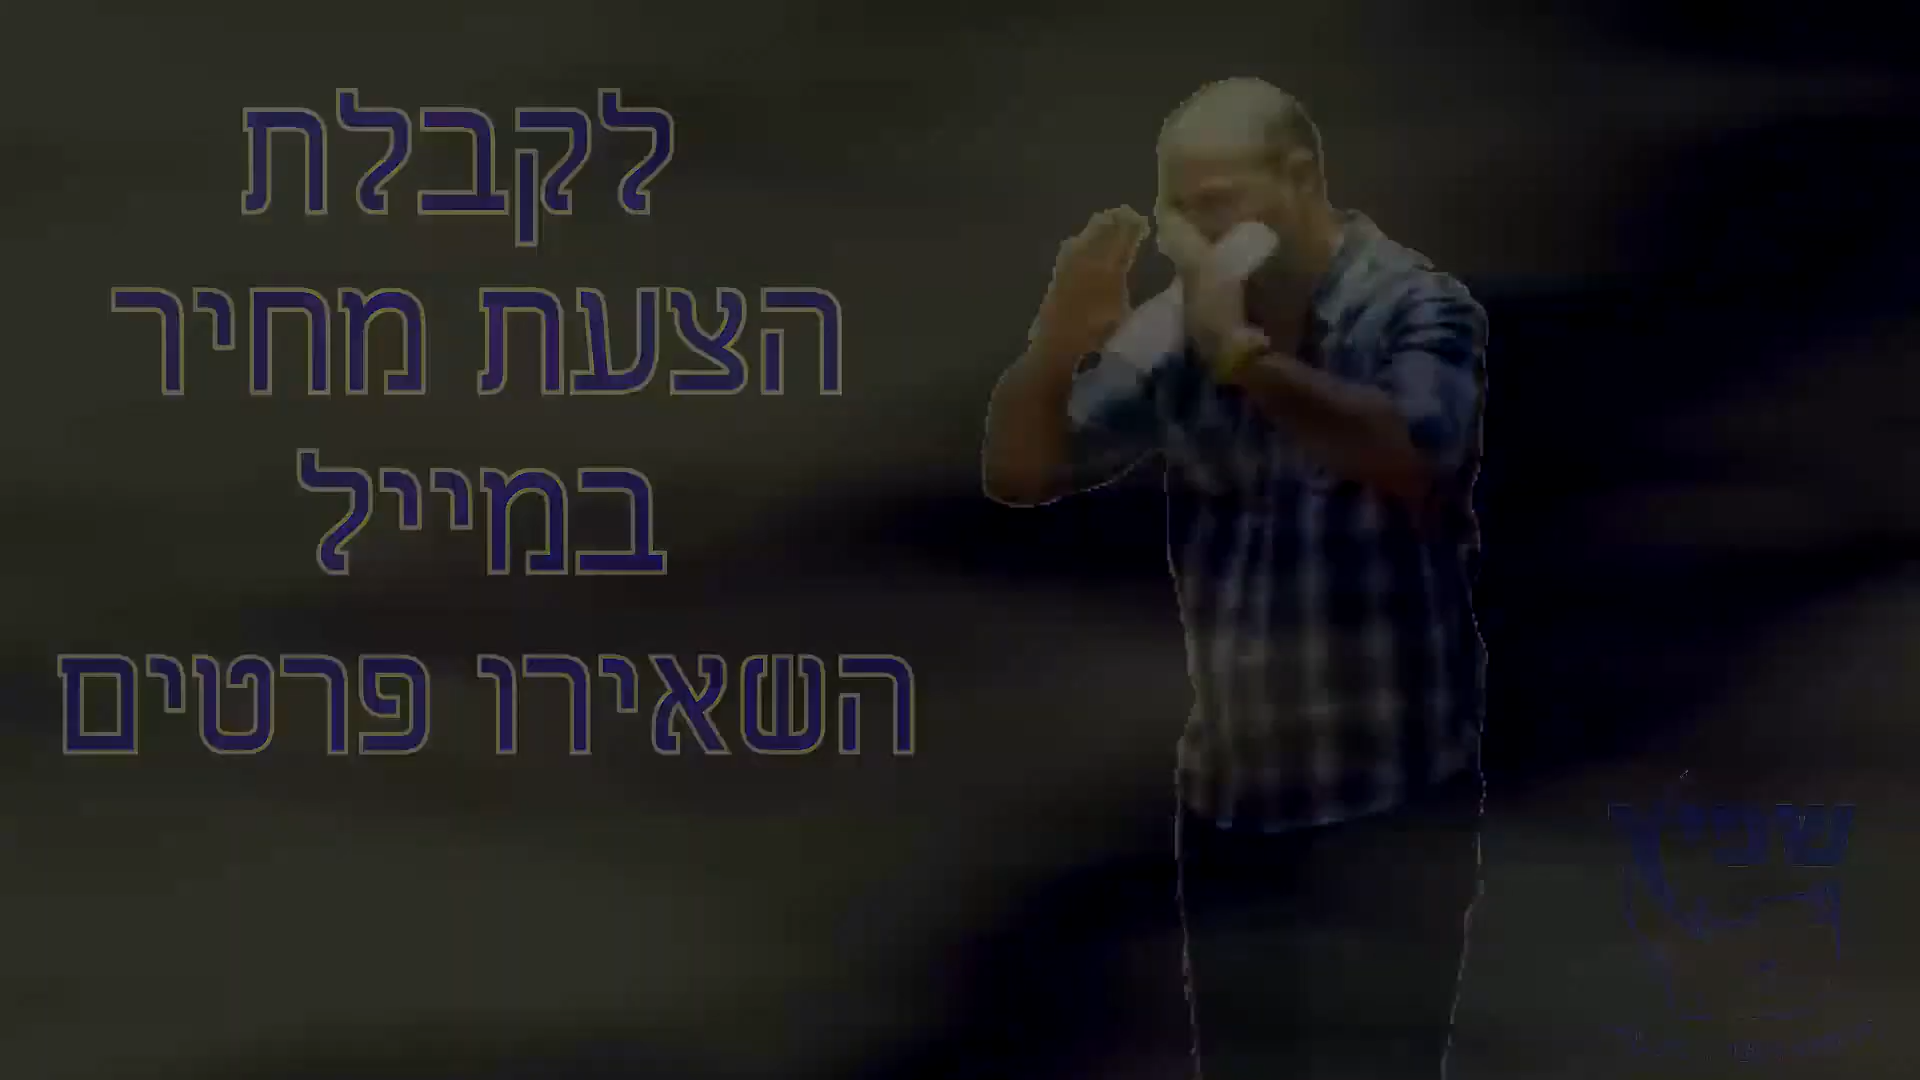 לקבלת
הצעת מחיר
במייל
השאירו פרטים